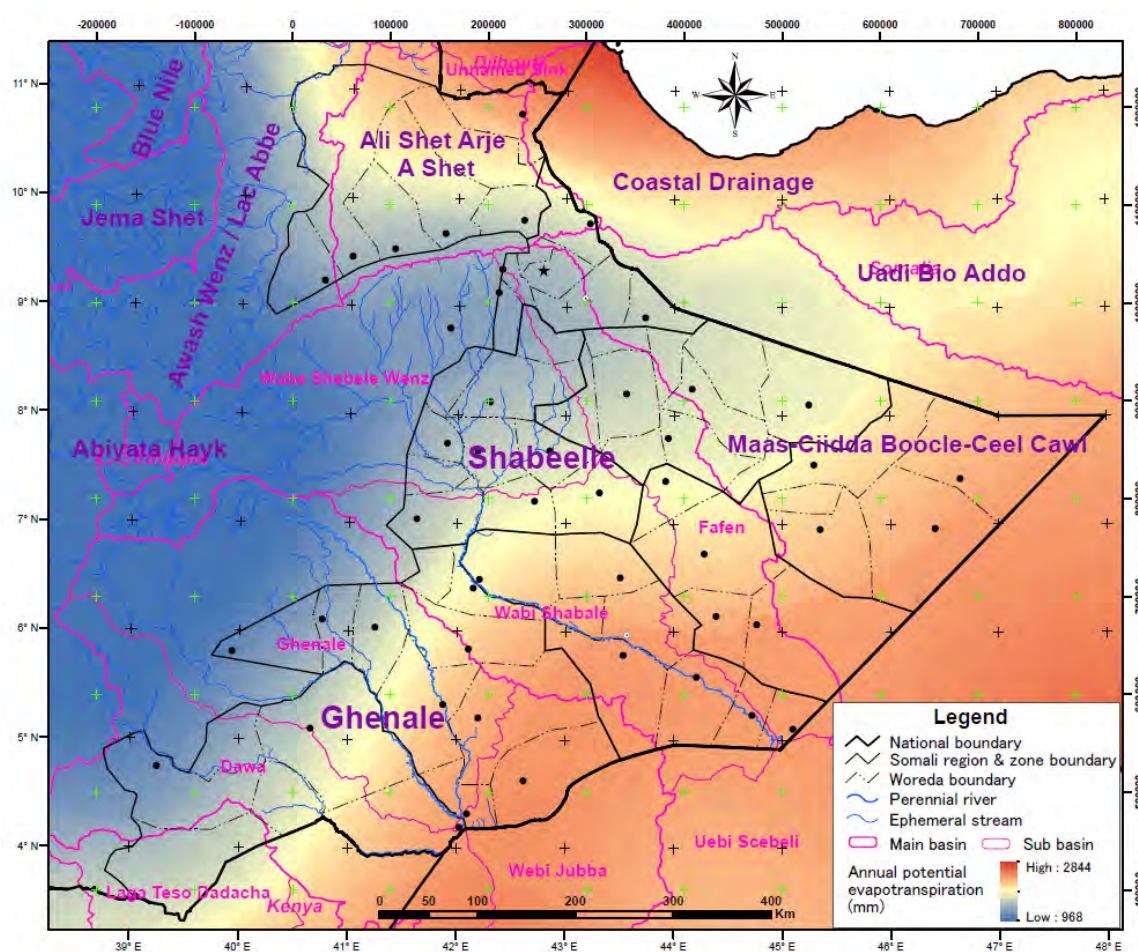 -200000 -100000 0 100000 200000 300000 400000 500000 600000 700000 800000
11° N
10° N
9° N
8° N
7° N
6° N
5° N
4° N
N
W E
S
Djibouti
Unnamed Sink
Blue Nile
Ali Shet Arje
A Shet
Coastal Drainage
Jema Shet
Awash Wenz / Lac Abbe
Somalia
Uadi Bio Addo
Wabe Shebele Wenz
Abiyata Hayk
Ethiopia
Shabeelle
Maas-Ciidda Boocle-Ceel Cawl
Fafen
Wabi Shabale
Ghenale
Ghenale
Dawa
Uebi Scebeli
Webi Jubba
Laga Teso Dadacha
Kenya
0 50 100 200 300 400
Km
Legend
National boundary
Somali region & zone boundary
Woreda boundary
Perennial river
Ephemeral stream
Main basin Sub basin
Annual potential
evapotranspiration
(mm)
High : 2844
Low : 968
39° E 40° E 41° E 42° E 43° E 44° E 45° E 46° E 47° E 48° E